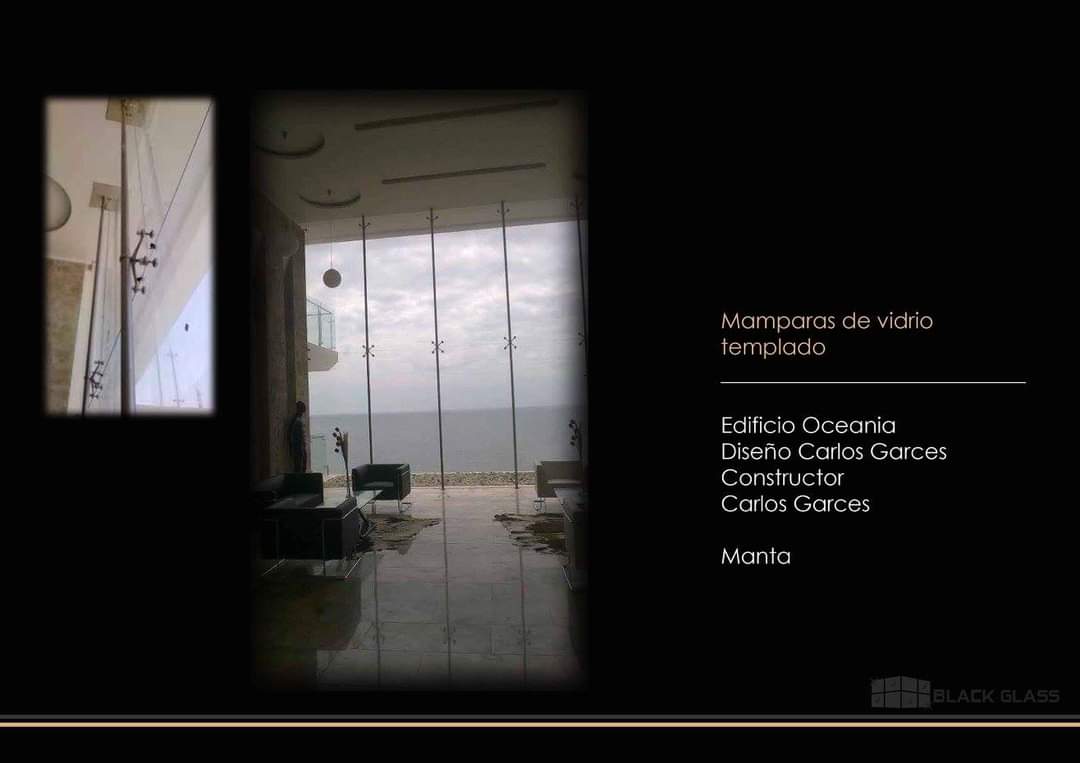 Mamparas de vidrio
templado
Edificio Oceania
Diseño Carlos Garces
Constructor
Carlos Garces
Manta
BLACK GLASS